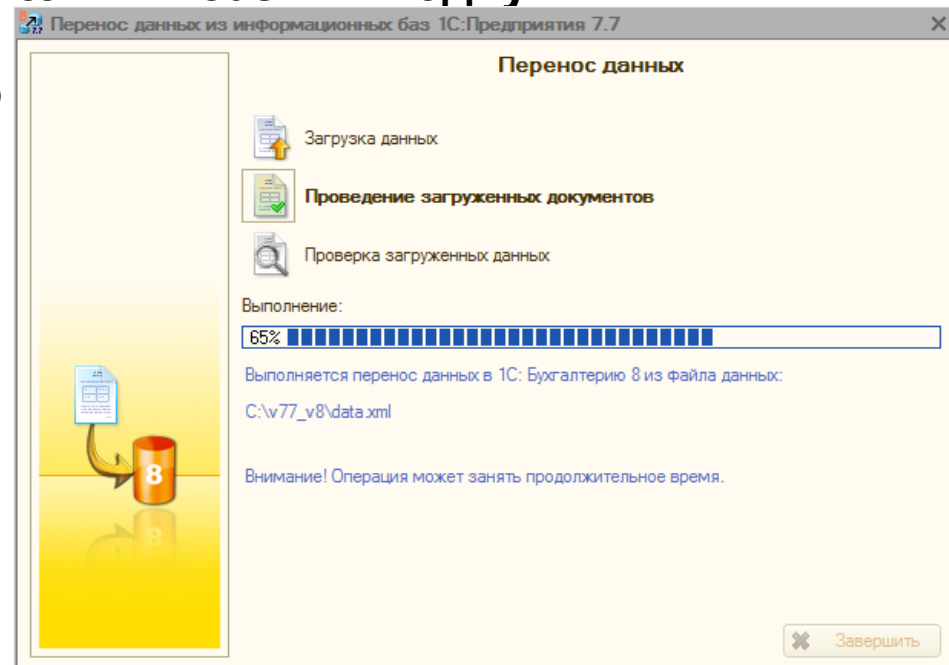 Перенос данных из информационных баз 1С:Предприятия 7.7
Перенос данных
Загрузка данных
Проведение загруженных документов
Проверка загруженных данных
Выполнение:
65%
Выполняется перенос данных в 1С: Бухгалтерию 8 из файла данных:
C:\v77_v8\data.xml
8
Внимание! Операция может занять продолжительное время.
Завершить